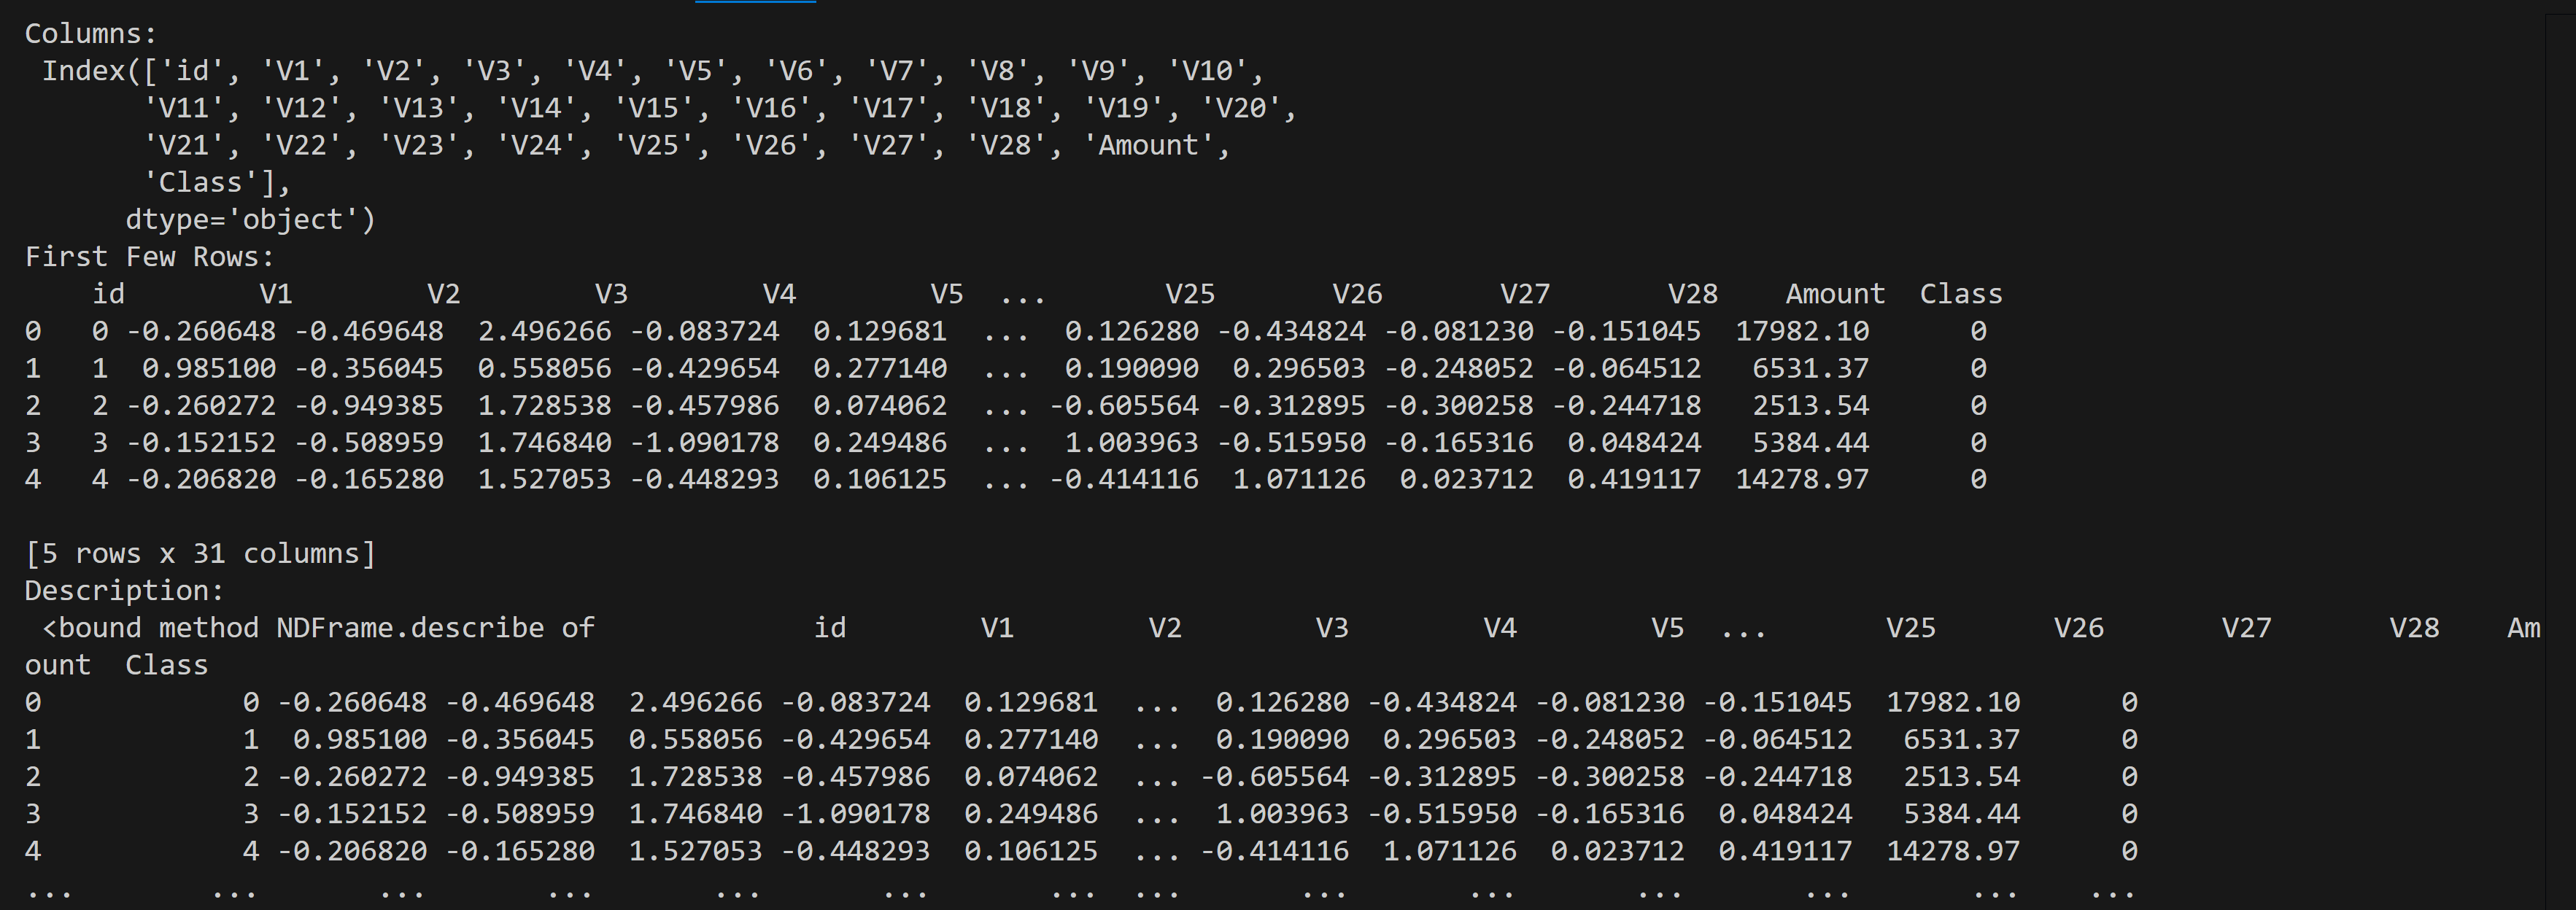 Columns:
 Index(['id', 'V1', 'V2', 'V3', 'V4', 'V5', 'V6', 'V7', 'V8', 'V9', 'V10',
       'V11', 'V12', 'V13', 'V14', 'V15', 'V16', 'V17', 'V18', 'V19', 'V20',
       'V21', 'V22', 'V23', 'V24', 'V25', 'V26', 'V27', 'V28', 'Amount',
       'Class'],
      dtype='object')
First Few Rows:
    id        V1        V2        V3        V4        V5  ...       V25       V26       V27       V28    Amount  Class
0   0 -0.260648 -0.469648  2.496266 -0.083724  0.129681  ...  0.126280 -0.434824 -0.081230 -0.151045  17982.10      0
1   1  0.985100 -0.356045  0.558056 -0.429654  0.277140  ...  0.190090  0.296503 -0.248052 -0.064512   6531.37      0
2   2 -0.260272 -0.949385  1.728538 -0.457986  0.074062  ... -0.605564 -0.312895 -0.300258 -0.244718   2513.54      0
3   3 -0.152152 -0.508959  1.746840 -1.090178  0.249486  ...  1.003963 -0.515950 -0.165316  0.048424   5384.44      0
4   4 -0.206820 -0.165280  1.527053 -0.448293  0.106125  ... -0.414116  1.071126  0.023712  0.419117  14278.97      0
[5 rows x 31 columns]
Description:
 <bound method NDFrame.describe of             id        V1        V2        V3        V4        V5  ...       V25       V26       V27       V28    Am
ount  Class
0            0 -0.260648 -0.469648  2.496266 -0.083724  0.129681  ...  0.126280 -0.434824 -0.081230 -0.151045  17982.10      0
1            1  0.985100 -0.356045  0.558056 -0.429654  0.277140  ...  0.190090  0.296503 -0.248052 -0.064512   6531.37      0
2            2 -0.260272 -0.949385  1.728538 -0.457986  0.074062  ... -0.605564 -0.312895 -0.300258 -0.244718   2513.54      0
3            3 -0.152152 -0.508959  1.746840 -1.090178  0.249486  ...  1.003963 -0.515950 -0.165316  0.048424   5384.44      0
4            4 -0.206820 -0.165280  1.527053 -0.448293  0.106125  ... -0.414116  1.071126  0.023712  0.419117  14278.97      0
...        ...       ...       ...       ...       ...       ...  ...       ...       ...       ...       ...       ...    ...